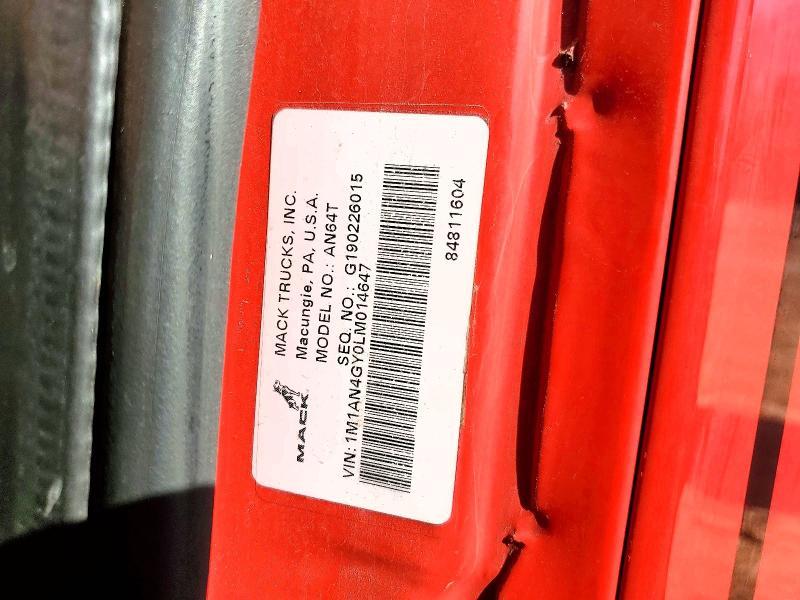 MACK
MACK TRUCKS, INC.
Macungie, PA, U.S.A.
MODEL NO.: AN64T
SEQ. NO.: G190226015
VIN: 1M1AN4GY0LM014647
84811604